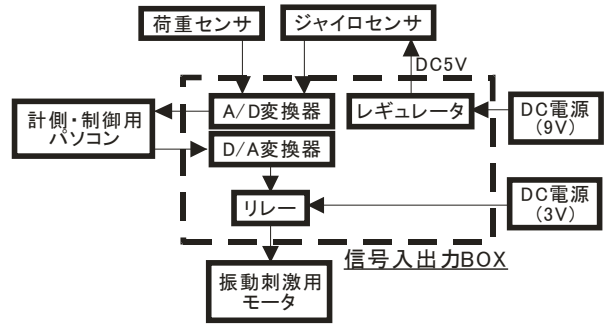 荷重センサ
ジャイロセンサ
DC5V
A/D変換器
レギュレータ
DC電源
(9V)
計側・制御用
パソコン
D/A変換器
リレー
DC電源
(3V)
信号入出力BOX
振動刺激用
モータ